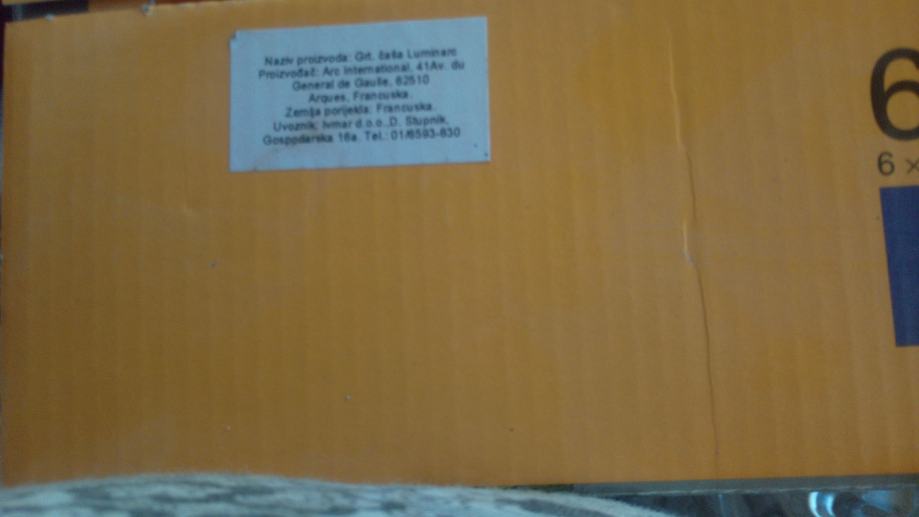 Naziv proizvoda: Grt. čaša Luminarc
Proizvođač: Arc International, 41Av. du
General de Gaulle, 62510
Arques, Francuska.
Zemlja porijekla: Francuska.
Uvoznik: Ivmar d.o.o.,D. Stupnik,
Gospodarska 16a. Tel.: 01/6593-830
6
6 x